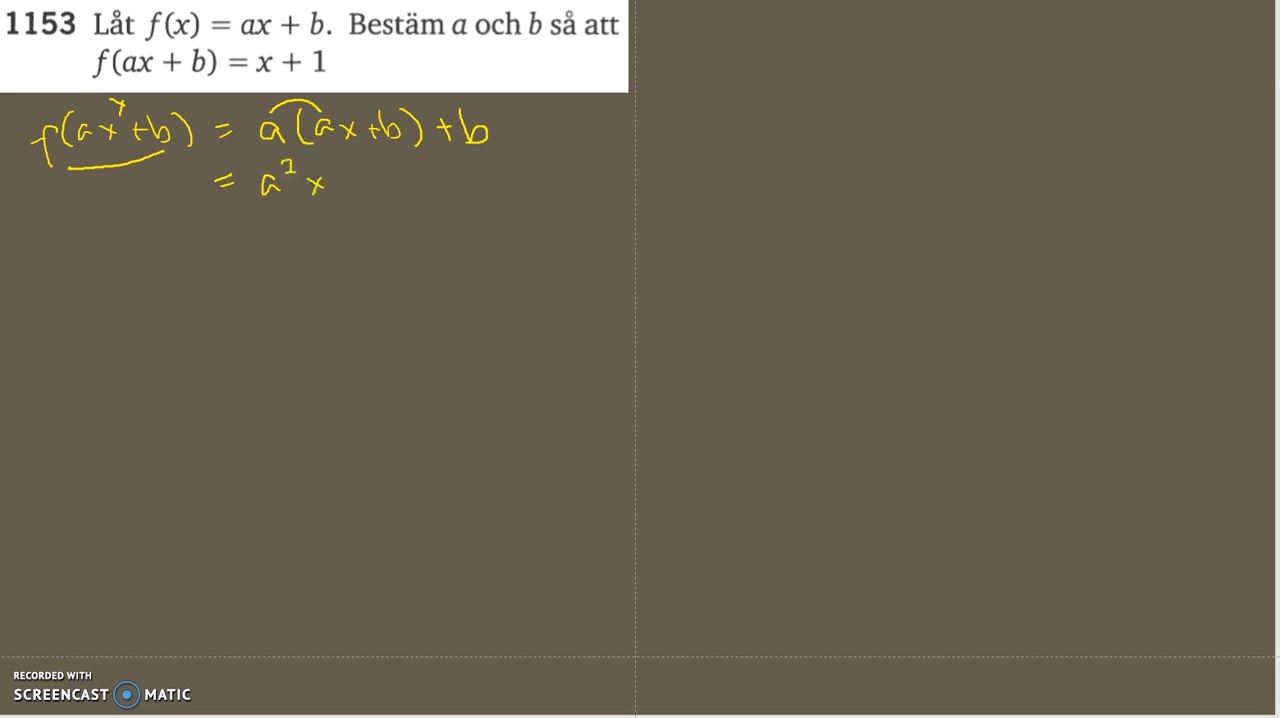 1153 Låt f(x) = ax + b. Bestäm a och b så att
f(ax + b) = x + 1
f(ax + b) = a(ax + b) + b
= a² x
RECORDED WITH
SCREENCAST MATIC